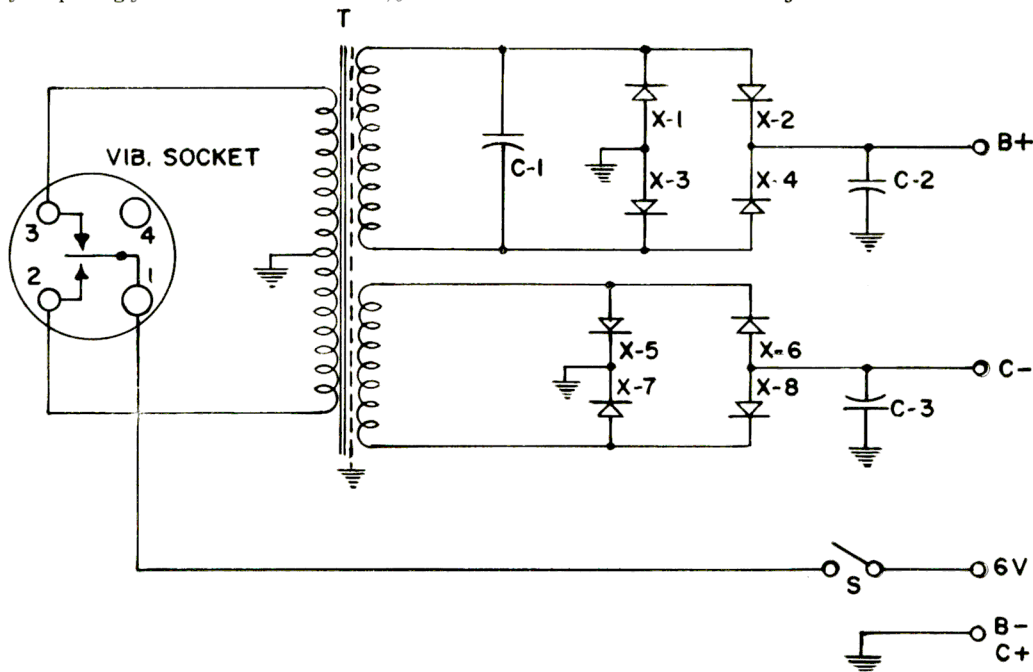 T
VIB. SOCKET
3
4
2
1
C-1
X-1
X-2
X-3
X-4
B+
C-2
X-5
X-6
X-7
X-8
C-
C-3
S
6V
B-
C+